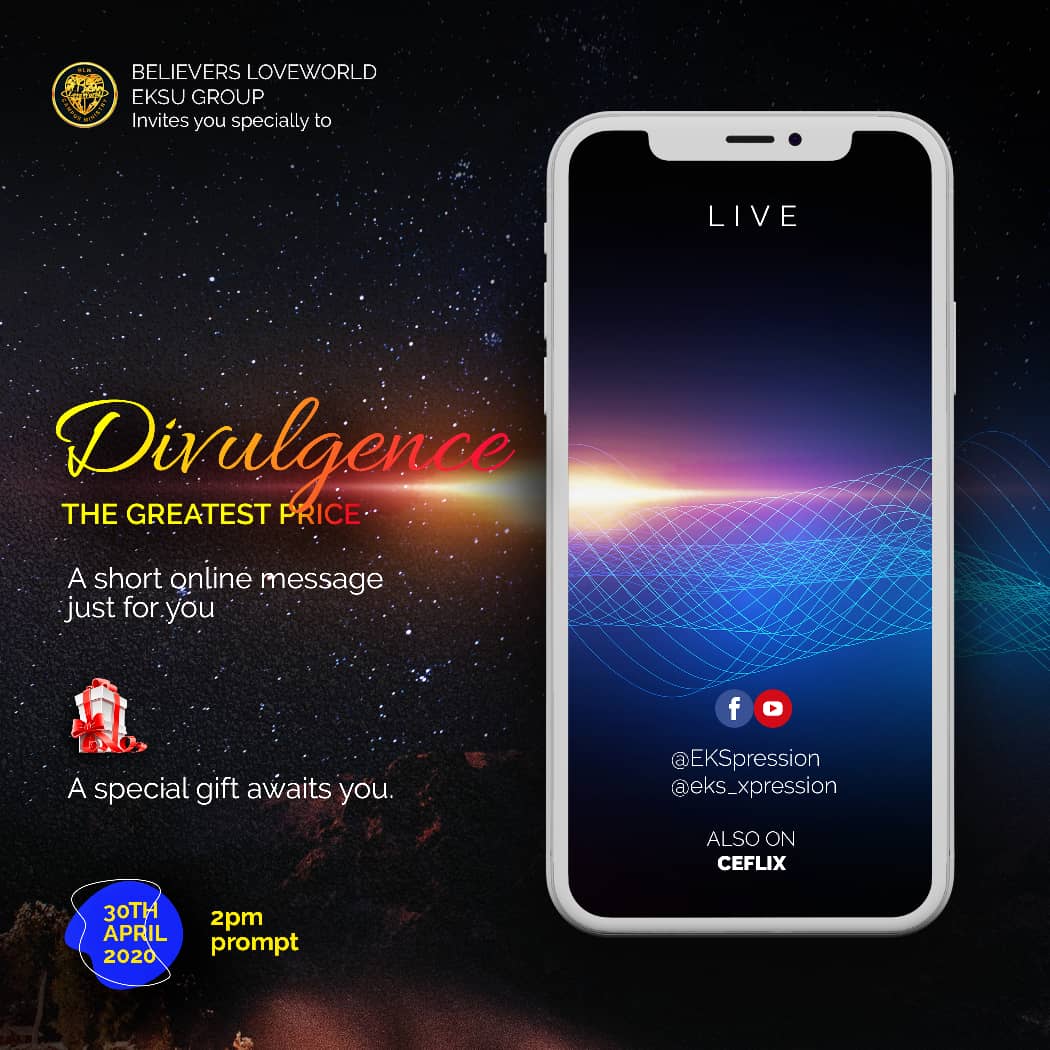 BELIEVERS LOVEWORLD
EKSU GROUP
Invites you specially to
LIVE
Divulgence
THE GREATEST PRICE
A short online message
just for you
A special gift awaits you.
30TH
APRIL
2020
2pm
prompt
@EKSpression
@eks_xpression
ALSO ON
CEFLIX